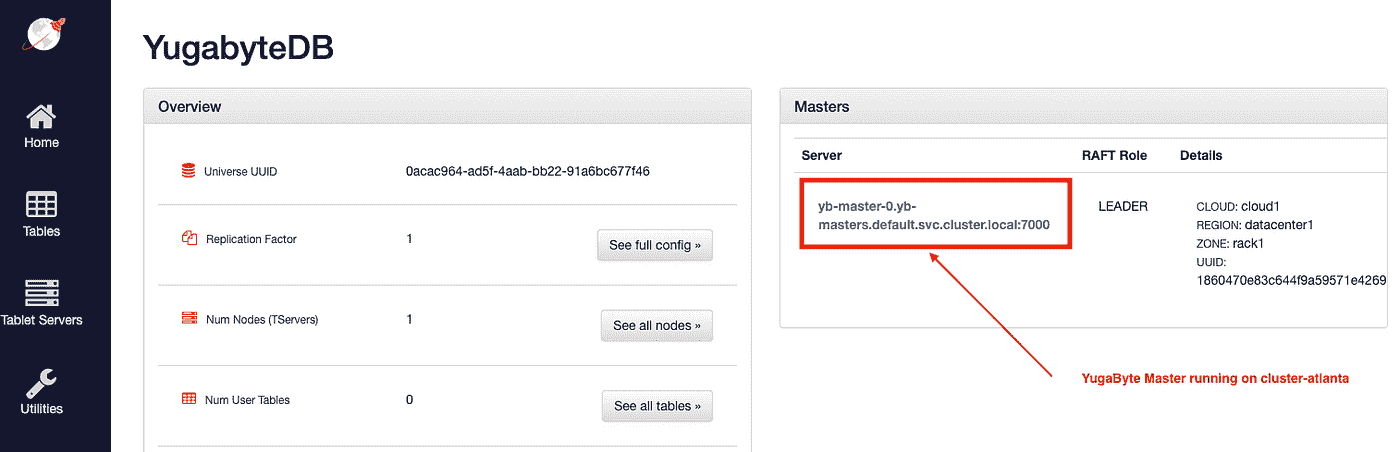 YugabyteDB
Home
Tables
Tablet Servers
Utilities
Overview
Universe UUID 0acac964-ad5f-4aab-bb22-91a6bc677f46
Replication Factor 1 See full config »
Num Nodes (TServers) 1 See all nodes »
Num User Tables 0 See all tables »
Masters
Server RAFT Role Details
yb-master-0.yb-
masters.default.svc.cluster.local:7000
LEADER
CLOUD: cloud1
REGION: datacenter1
ZONE: rack1
UUID:
1860470e83c644f9a59571e4269
YugaByte Master running on cluster-atlanta